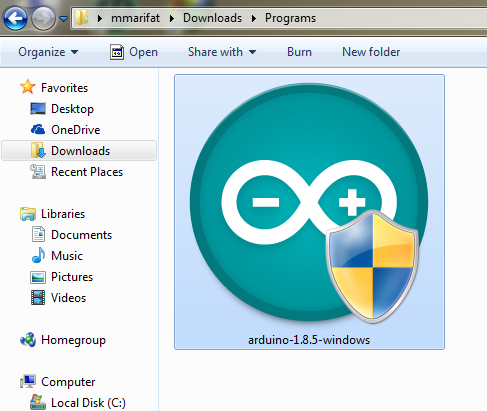 mmarifat Downloads Programs
Organize Open Share with Burn New folder
Favorites
Desktop
OneDrive
Downloads
Recent Places
Libraries
Documents
Music
Pictures
Videos
Homegroup
Computer
Local Disk (C:)
arduino-1.8.5-windows